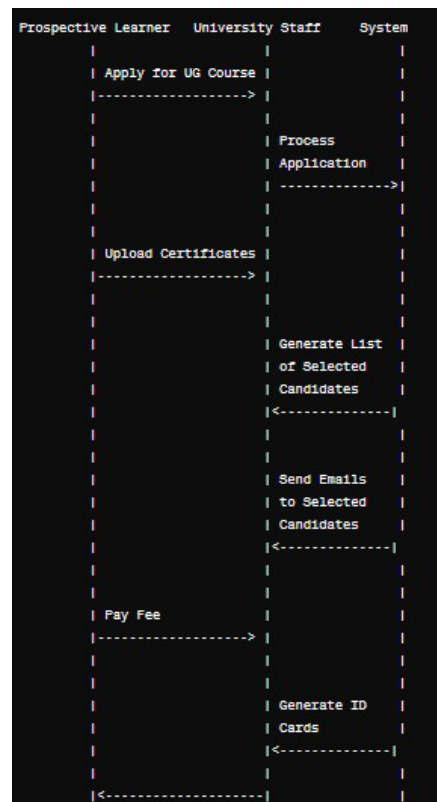 Prospective Learner University Staff System
Apply for UG Course
Process
Application
Upload Certificates
Generate List
of Selected
Candidates
Send Emails
to Selected
Candidates
Pay Fee
Generate ID
Cards